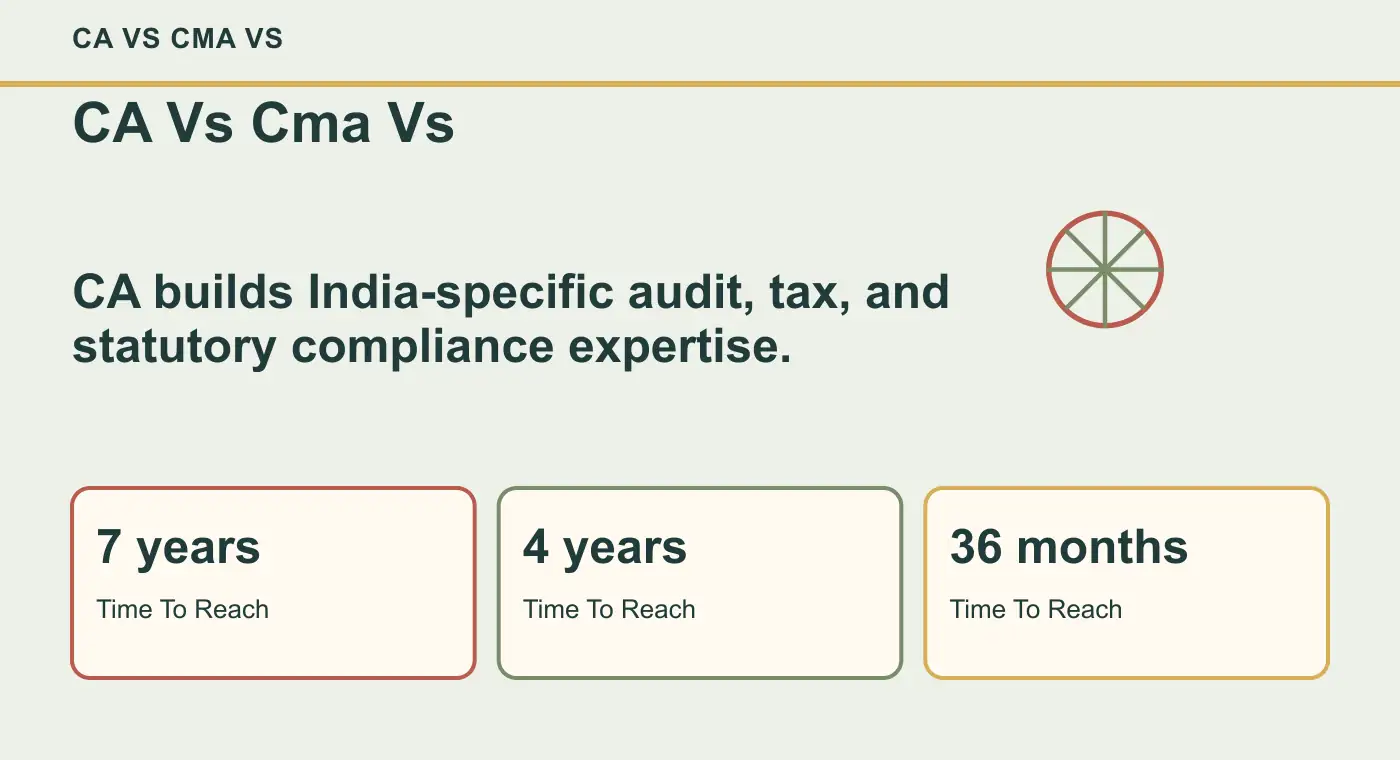 CA VS CMA VS
CA Vs Cma Vs
CA builds India-specific audit, tax, and
statutory compliance expertise.
7 years
Time To Reach
4 years
Time To Reach
36 months
Time To Reach